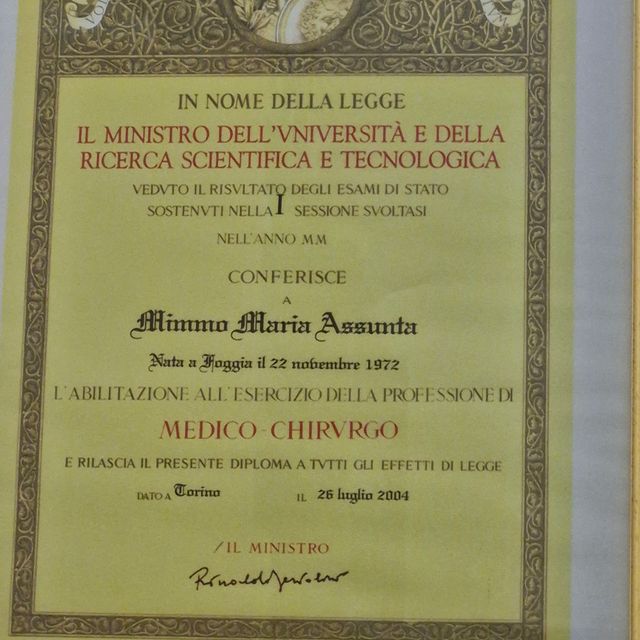 IN NOME DELLA LEGGE
IL MINISTRO DELL'VNIVERSITÀ E DELLA
RICERCA SCIENTIFICA E TECNOLOGICA
VEDVTO IL RISVLTATO DEGLI ESAMI DI STATO
SOSTENVTI NELLA I SESSIONE SVOLTASI
NELL'ANNO MM
CONFERISCE
A
Mimmo Maria Assunta
Nata a Foggia il 22 novembre 1972
L'ABILITAZIONE ALL'ESERCIZIO DELLA PROFESSIONE DI
MEDICO-CHIRVRGO
E RILASCIA IL PRESENTE DIPLOMA A TVTTI GLI EFFETTI DI LEGGE
DATO A Torino IL 26 luglio 2004
/IL MINISTRO